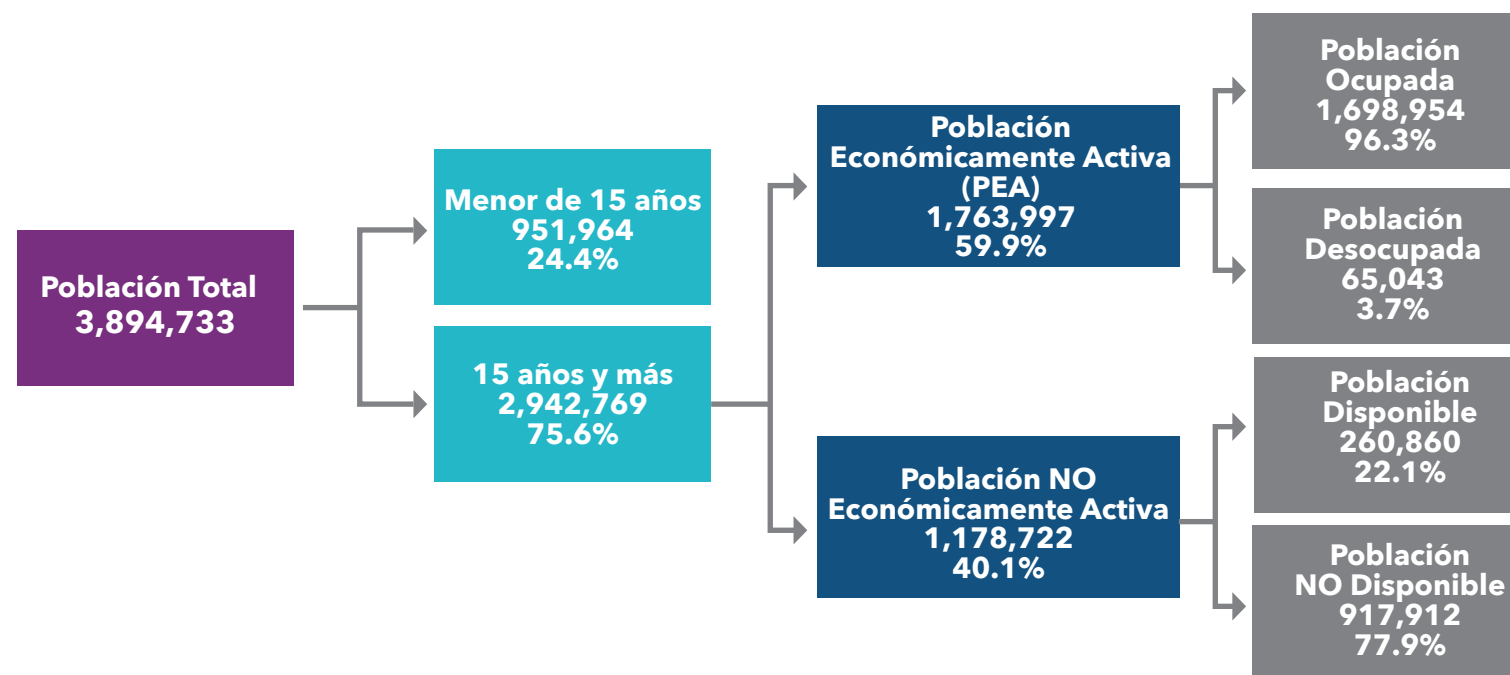 Población Total
3,894,733
Menor de 15 años
951,964
24.4%
15 años y más
2,942,769
75.6%
Población
Económicamente Activa
(PEA)
1,763,997
59.9%
Población NO
Económicamente Activa
1,178,722
40.1%
Población
Ocupada
1,698,954
96.3%
Población
Desocupada
65,043
3.7%
Población
Disponible
260,860
22.1%
Población
NO Disponible
917,912
77.9%